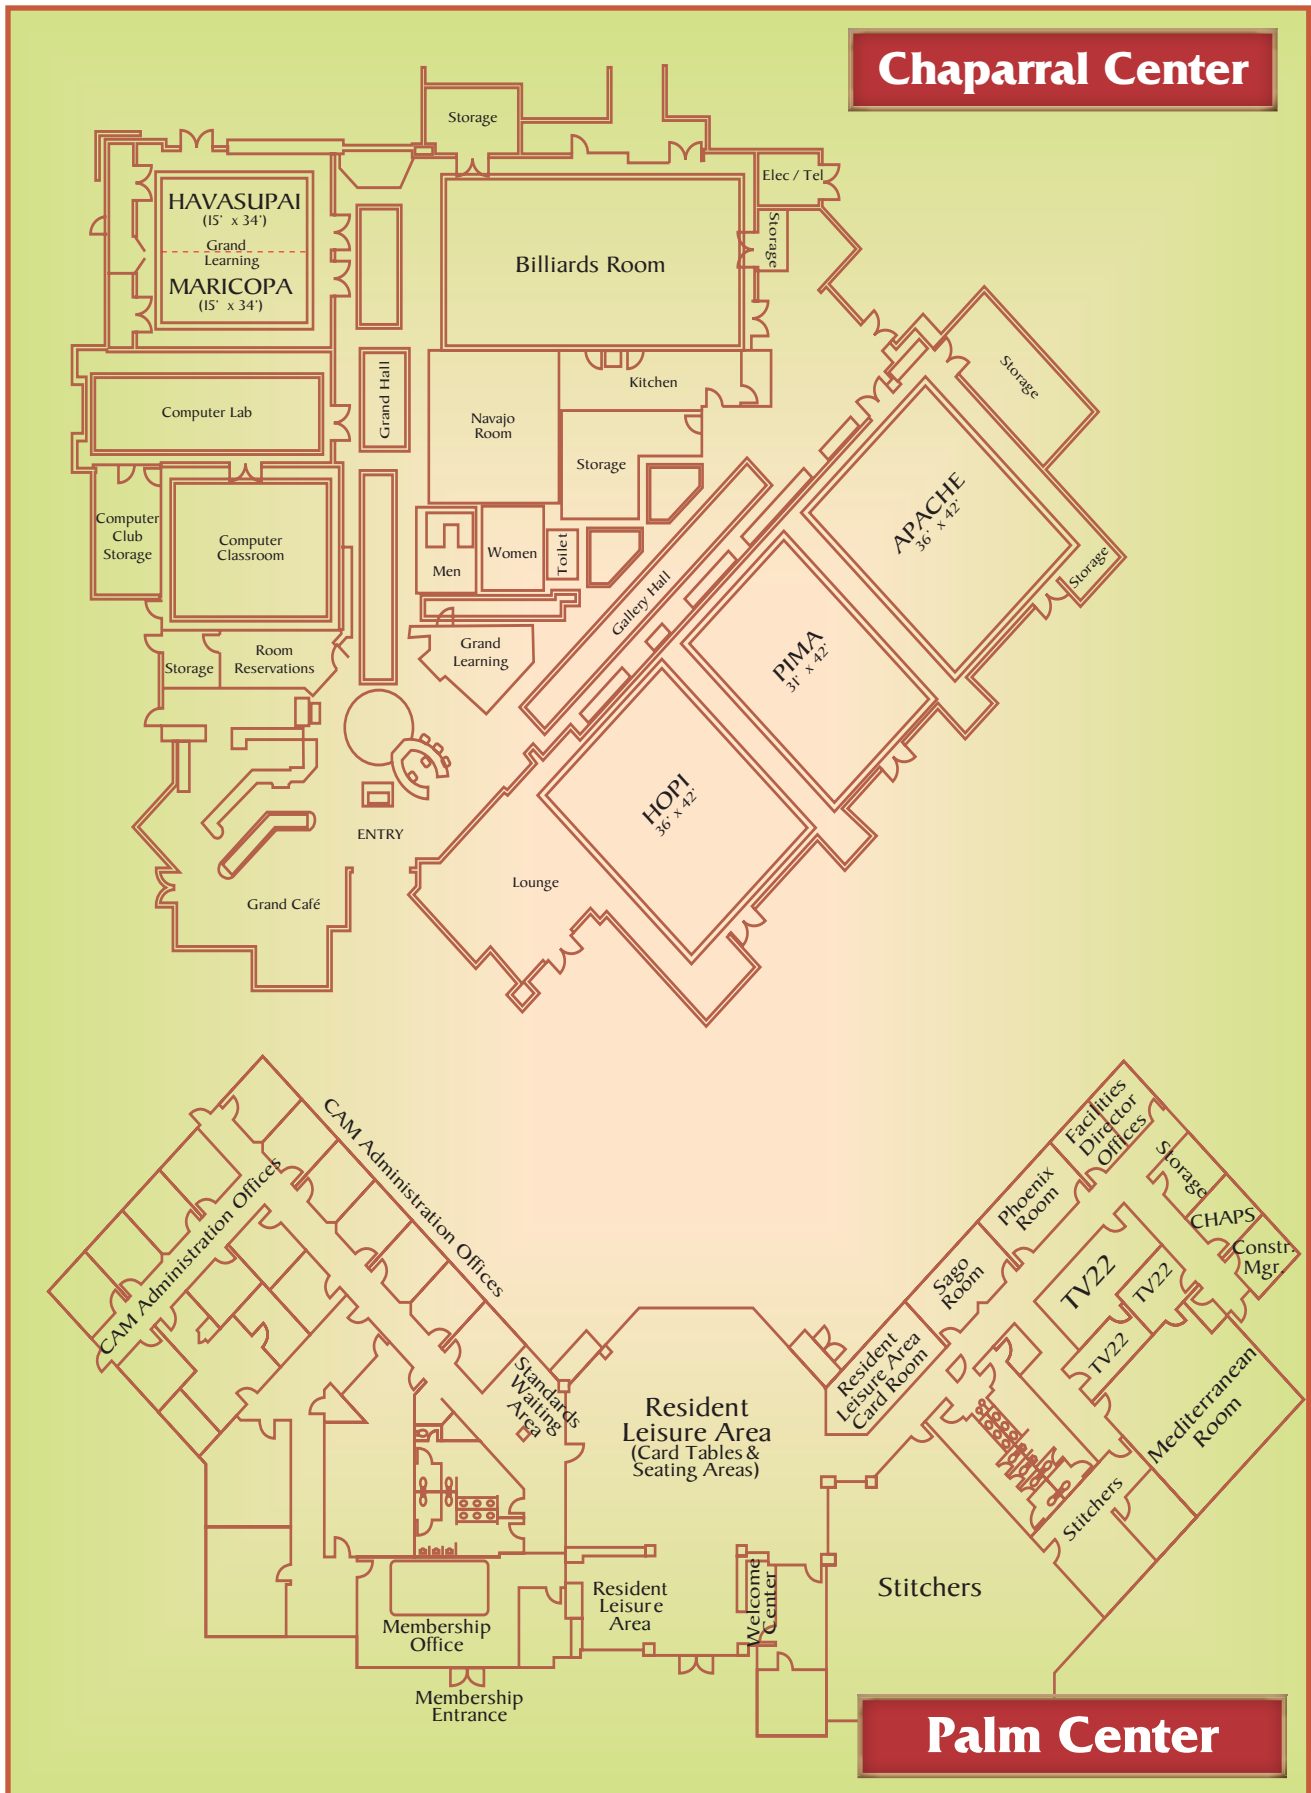 Chaparral Center
Storage
Elec / Tel
HAVASUPAI
(15' x 34')
Grand
Learning
MARICOPA
(15' x 34')
Storage
Billiards Room
Storage
Grand Hall
Kitchen
Computer Lab
Navajo
Room
Storage
APACHE
36' x 42'
Computer
Club
Storage
Computer
Classroom
Men
Women
Toilet
Storage
Gallery Hall
Grand
Learning
Room
Reservations
Storage
PIMA
31' x 42'
HOPI
36' x 42'
ENTRY
Lounge
Grand Café
CAM Administration Offices
CAM Administration Offices
Facilities
Director
Offices
Storage
Phoenix
Room
CHAPS
Constr.
Mgr.
Sago
Room
TV22
TV22
TV22
Resident
Leisure Area
Card Room
Mediterranean
Room
Standards
Waiting
Area
Resident
Leisure Area
(Card Tables &
Seating Areas)
Stitchers
Resident
Leisure
Area
Welcome
Center
Stitchers
Membership
Office
Membership
Entrance
Palm Center